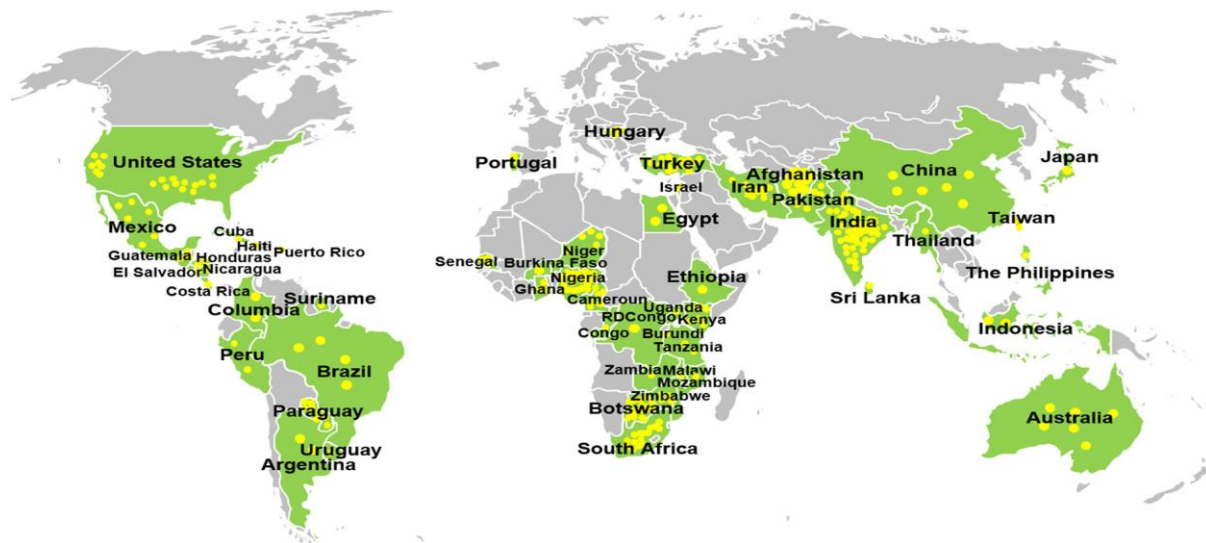 United States
Mexico
Cuba
Haiti
Puerto Rico
Guatemala
Honduras
El Salvador
Nicaragua
Costa Rica
Columbia
Suriname
Peru
Brazil
Paraguay
Uruguay
Argentina
Hungary
Portugal
Turkey
Israel
Egypt
Niger
Senegal
Burkina Faso
Nigeria
Ghana
Cameroun
Ethiopia
Uganda
RDCongo
Kenya
Congo
Burundi
Tanzania
Zambia
Malawi
Mozambique
Zimbabwe
Botswana
South Africa
Afghanistan
Iran
Pakistan
India
China
Japan
Taiwan
Thailand
The Philippines
Sri Lanka
Indonesia
Australia